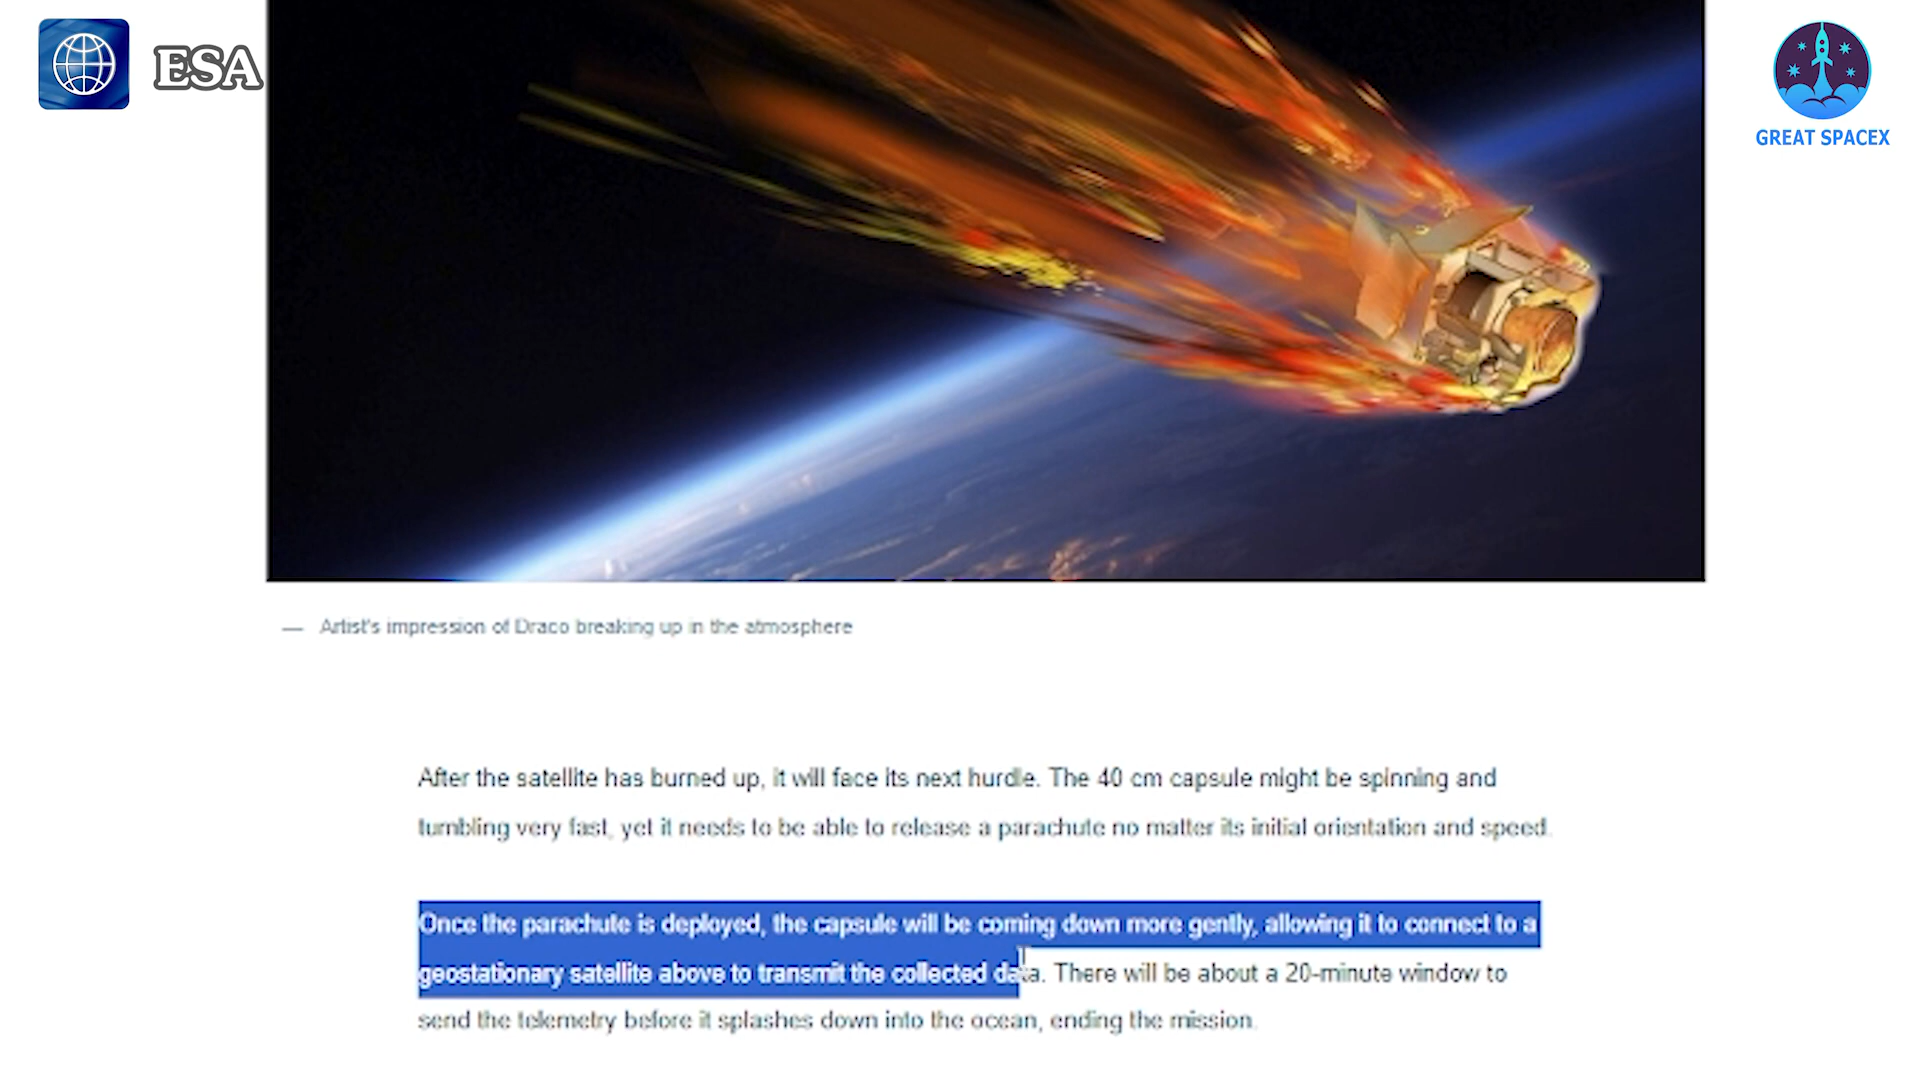 ESA
GREAT SPACEX
— Artist's impression of Draco breaking up in the atmosphere
After the satellite has burned up, it will face its next hurdle. The 40 cm capsule might be spinning and
tumbling very fast, yet it needs to be able to release a parachute no matter its initial orientation and speed.
Once the parachute is deployed, the capsule will be coming down more gently, allowing it to connect to a
geostationary satellite above to transmit the collected data. There will be about a 20-minute window to
send the telemetry before it splashes down into the ocean, ending the mission.